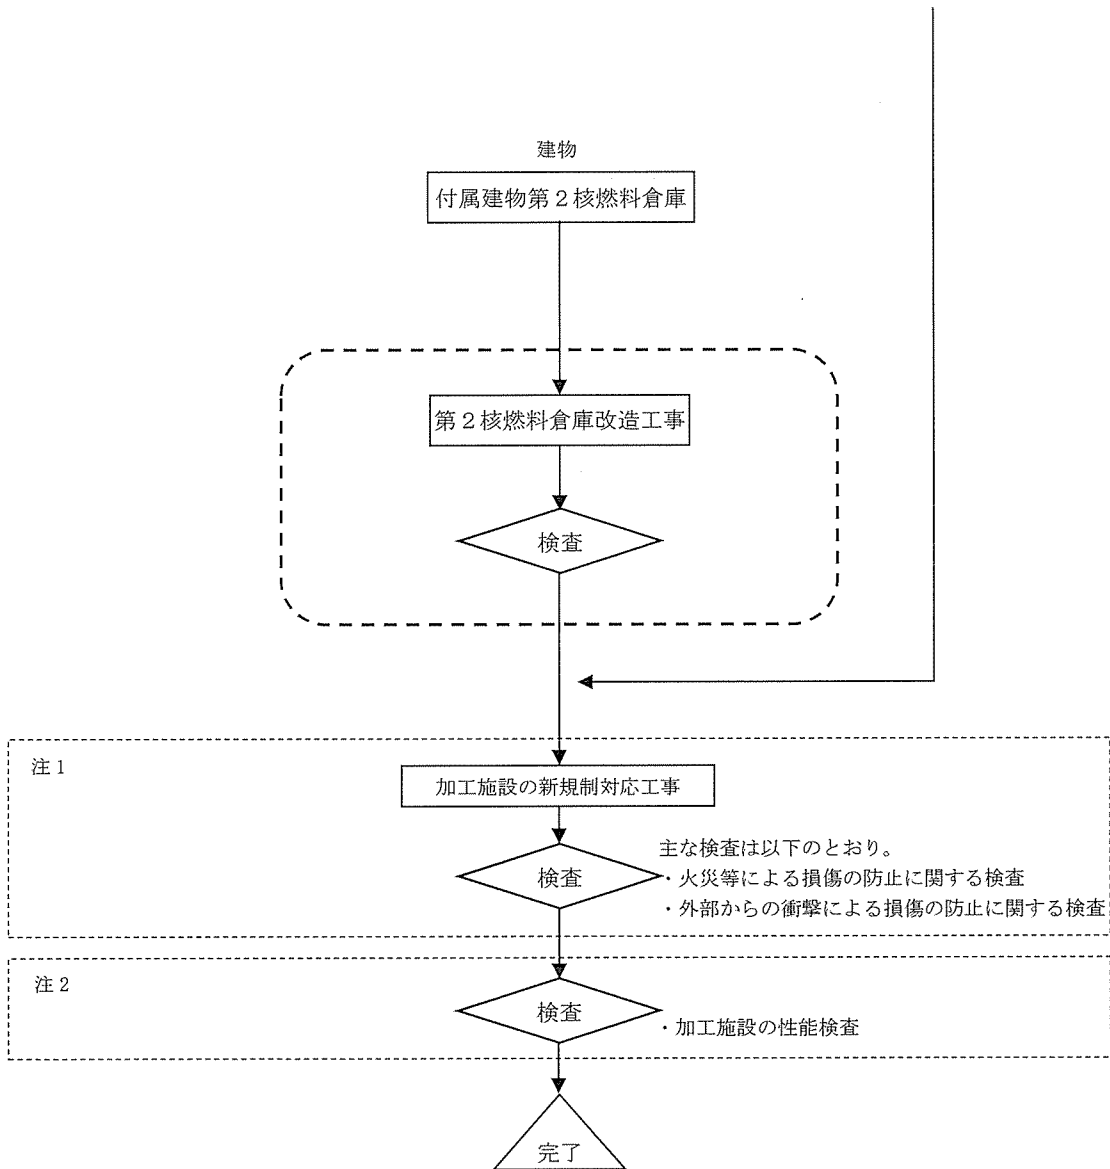 建物
付属建物第２核燃料倉庫
第２核燃料倉庫改造工事
検査
注１
加工施設の新規制対応工事
検査
主な検査は以下のとおり。
・火災等による損傷の防止に関する検査
・外部からの衝撃による損傷の防止に関する検査
注２
検査
・加工施設の性能検査
完了